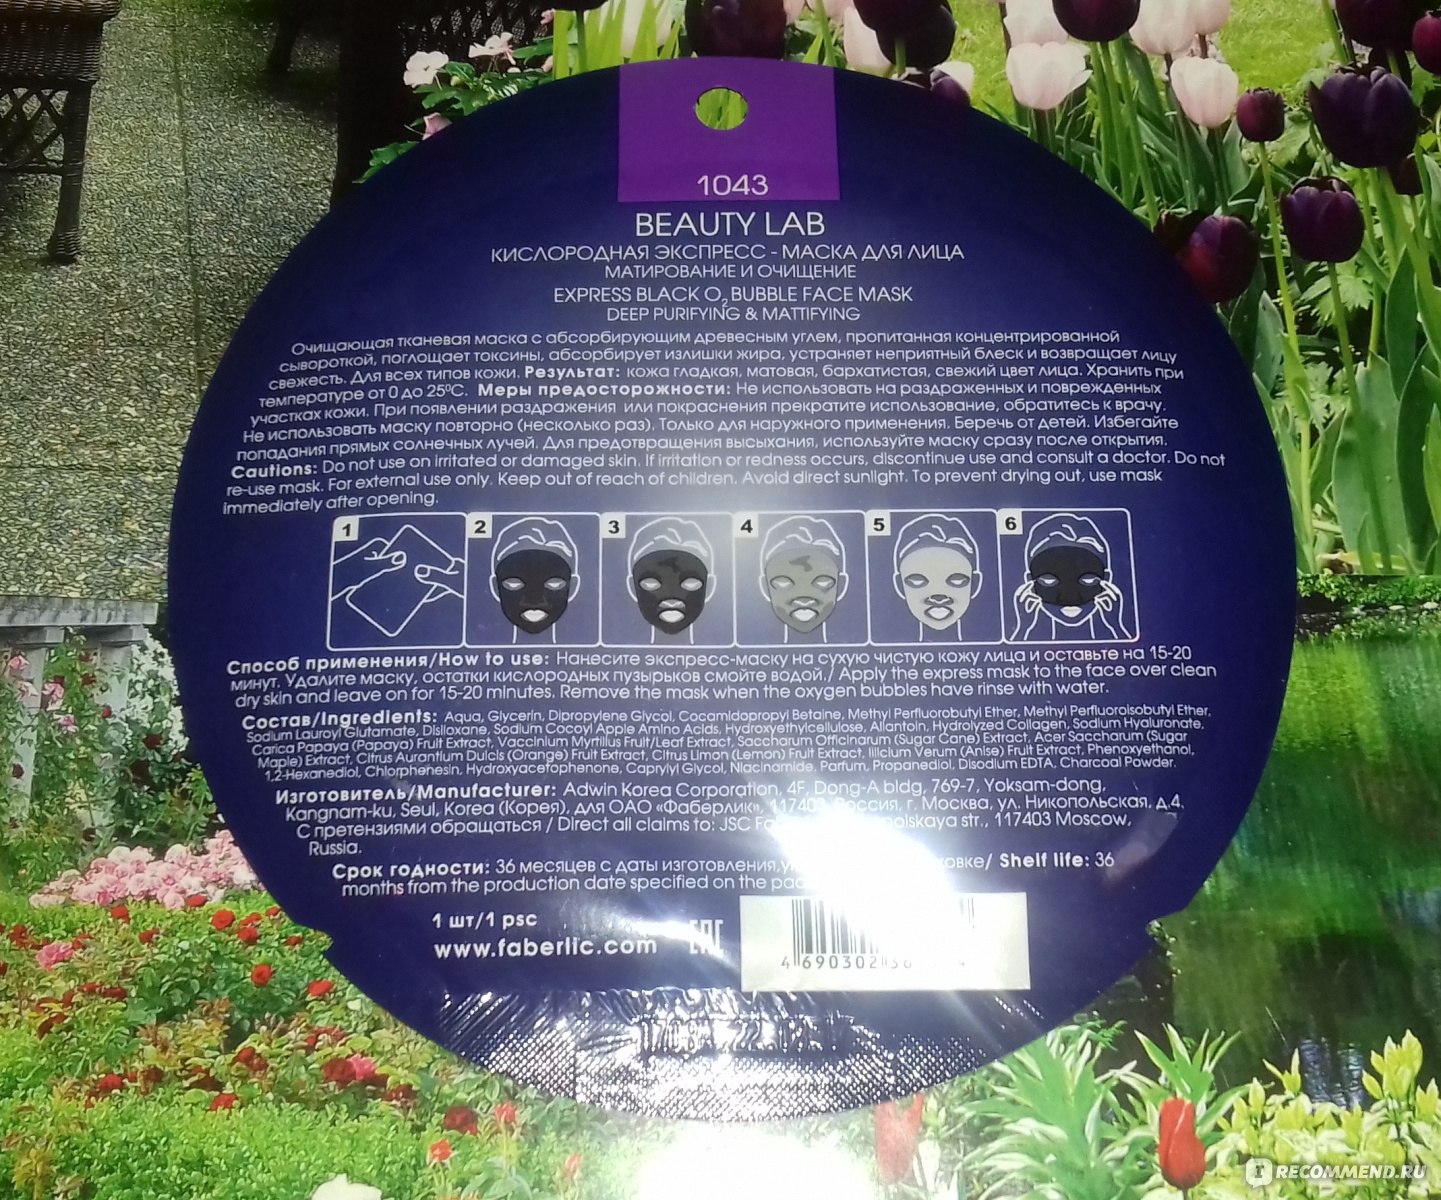 1043
BEAUTY LAB
КИСЛОРОДНАЯ ЭКСПРЕСС - МАСКА ДЛЯ ЛИЦА
МАТИРОВАНИЕ И ОЧИЩЕНИЕ
EXPRESS BLACK O₂ BUBBLE FACE MASK
DEEP PURIFYING & MATTIFYING
Очищающая тканевая маска с абсорбирующим древесным углем, пропитанная концентрированной
сывороткой, поглощает токсины, абсорбирует излишки жира, устраняет неприятный блеск и возвращает лицу
свежесть. Для всех типов кожи. Результат: кожа гладкая, матовая, бархатистая, свежий цвет лица. Хранить при
температуре от 0 до 25ºС. Меры предосторожности: Не использовать на раздраженных и поврежденных
участках кожи. При появлении раздражения или покраснения прекратите использование, обратитесь к врачу.
Не использовать маску повторно (несколько раз). Только для наружного применения. Беречь от детей. Избегайте
попадания прямых солнечных лучей. Для предотвращения высыхания, используйте маску сразу после открытия.
Cautions: Do not use on irritated or damaged skin. If irritation or redness occurs, discontinue use and consult a doctor. Do not
re-use mask. For external use only. Keep out of reach of children. Avoid direct sunlight. To prevent drying out, use mask
immediately after opening.
1 2 3 4 5 6
Способ применения/How to use: Нанесите экспресс-маску на сухую чистую кожу лица и оставьте на 15-20
минут. Удалите маску, остатки кислородных пузырьков смойте водой./ Apply the express mask to the face over clean
dry skin and leave on for 15-20 minutes. Remove the mask when the oxygen bubbles have rinse with water.
Состав/Ingredients: Aqua, Glycerin, Dipropylene Glycol, Cocamidopropyl Betaine, Methyl Perfluorobutyl Ether, Methyl Perfluoroisobutyl Ether,
Sodium Lauroyl Glutamate, Disiloxane, Sodium Cocoyl Apple Amino Acids, Hydroxyethylcellulose, Allantoin, Hydrolyzed Collagen, Sodium Hyaluronate,
Carica Papaya (Papaya) Fruit Extract, Vaccinium Myrtillus Fruit/Leaf Extract, Saccharum Officinarum (Sugar Cane) Extract, Acer Saccharum (Sugar
Maple) Extract, Citrus Aurantium Dulcis (Orange) Fruit Extract, Citrus Limon (Lemon) Fruit Extract, Illicium Verum (Anise) Fruit Extract, Phenoxyethanol,
1,2-Hexanediol, Chlorphenesin, Hydroxyacetophenone, Caprylyl Glycol, Niacinamide, Parfum, Propanediol, Disodium EDTA, Charcoal Powder.
Изготовитель/Manufacturer: Adwin Korea Corporation, 4F, Dong-A bldg, 769-7, Yoksam-dong,
Kangnam-ku, Seul, Korea (Корея), для ОАО «Фаберлик», 117403, Россия, г. Москва, ул. Никопольская, д.4.
С претензиями обращаться / Direct all claims to: JSC str., 117403 Moscow,
Russia.
Срок годности: 36 месяцев с даты изготовления, Shelf life: 36
months from the production date specified on the
1 шт/1 psc
www.faberlic.com
EAC
4 690302
IRECOMMEND.RU